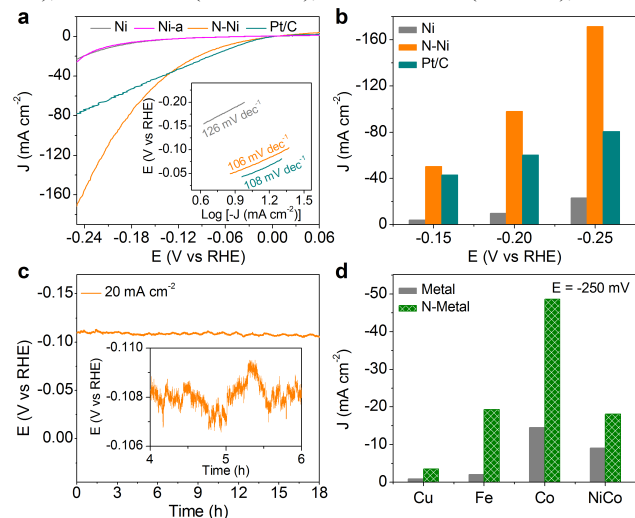 a
Ni
Ni-a
N-Ni
Pt/C
0
-40
-80
-120
-160
J (mA cm-2)
-0.24
-0.18
-0.12
-0.06
0.00
0.06
E (V vs RHE)
-0.20
-0.15
-0.10
-0.05
E (V vs RHE)
126 mV dec-1
106 mV dec-1
108 mV dec-1
0.6
0.9
1.2
1.5
Log [-J (mA cm-2)]
b
Ni
N-Ni
Pt/C
-160
-120
-80
-40
0
J (mA cm-2)
-0.15
-0.20
-0.25
E (V vs RHE)
c
20 mA cm-2
-0.15
-0.10
-0.05
0.00
E (V vs RHE)
0
3
6
9
12
15
18
Time (h)
-0.110
-0.108
-0.106
E (V vs RHE)
4
5
6
Time (h)
d
Metal
N-Metal
E = -250 mV
-50
-40
-30
-20
-10
0
J (mA cm-2)
Cu
Fe
Co
NiCo